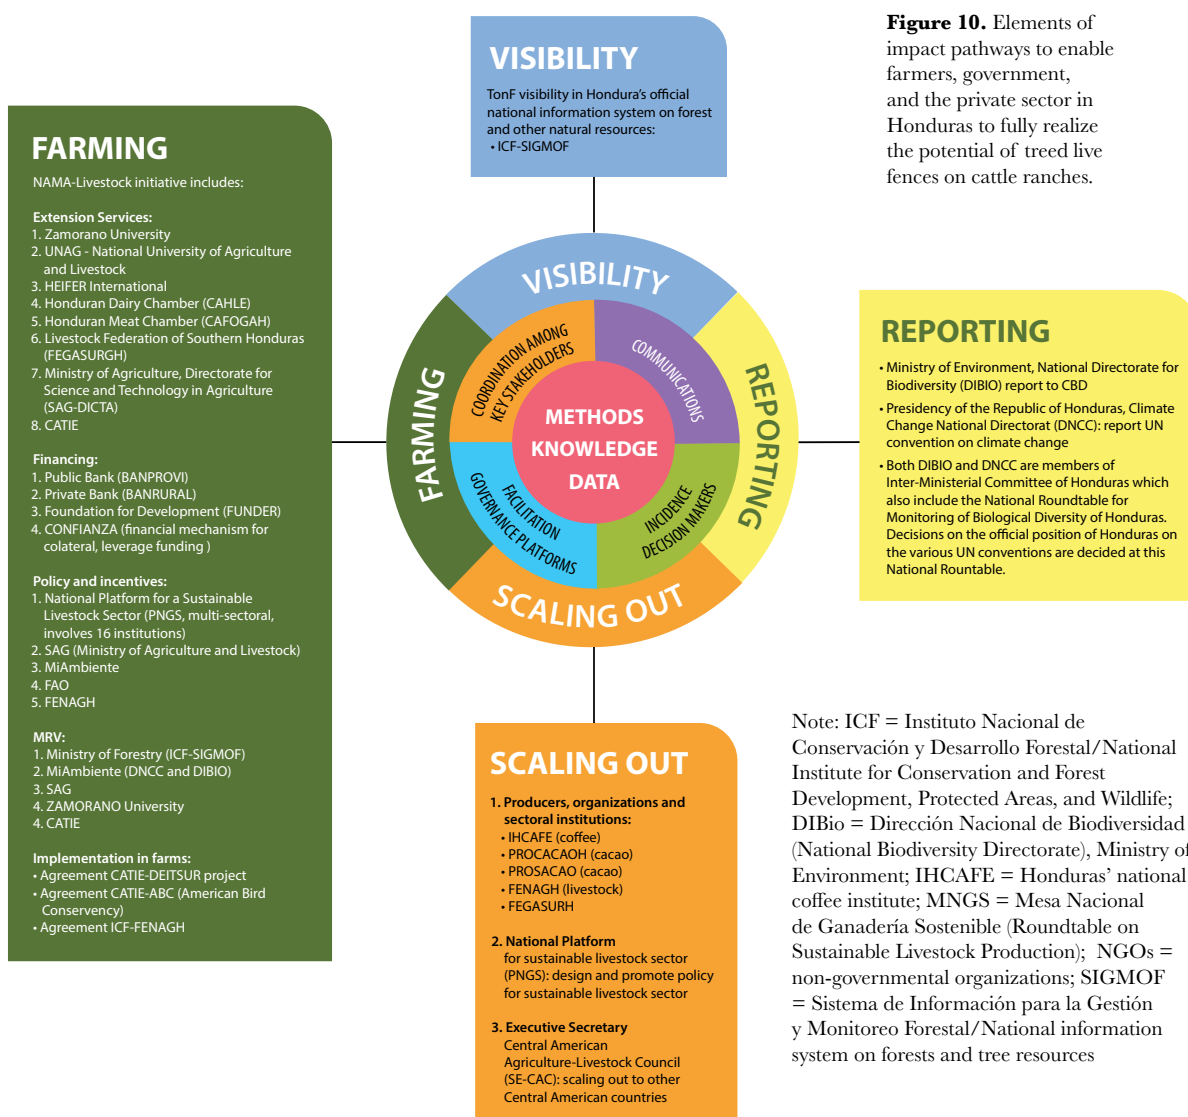 VISIBILITY
TonF visibility in Hondura's official
national information system on forest
and other natural resources:
• ICF-SIGMOF
Figure 10. Elements of
impact pathways to enable
farmers, government,
and the private sector in
Honduras to fully realize
the potential of treed live
fences on cattle ranches.
FARMING
NAMA-Livestock initiative includes:
Extension Services:
1. Zamorano University
2. UNAG - National University of Agriculture
and Livestock
3. HEIFER International
4. Honduran Dairy Chamber (CAHLE)
5. Honduran Meat Chamber (CAFOGAH)
6. Livestock Federation of Southern Honduras
(FEGASURGH)
7. Ministry of Agriculture, Directorate for
Science and Technology in Agriculture
(SAG-DICTA)
8. CATIE
Financing:
1. Public Bank (BANPROVI)
2. Private Bank (BANRURAL)
3. Foundation for Development (FUNDER)
4. CONFIANZA (financial mechanism for
colateral, leverage funding )
Policy and incentives:
1. National Platform for a Sustainable
Livestock Sector (PNGS, multi-sectoral,
involves 16 institutions)
2. SAG (Ministry of Agriculture and Livestock)
3. MiAmbiente
4. FAO
5. FENAGH
MRV:
1. Ministry of Forestry (ICF-SIGMOF)
2. MiAmbiente (DNCC and DIBIO)
3. SAG
4. ZAMORANO University
4. CATIE
Implementation in farms:
• Agreement CATIE-DEITSUR project
• Agreement CATIE-ABC (American Bird
Conservency)
• Agreement ICF-FENAGH
VISIBILITY
FARMING
REPORTING
SCALING OUT
COORDINATION AMONG
KEY STAKEHOLDERS
COMMUNICATIONS
FACILITATION
GOVERNANCE PLATFORMS
INCIDENCE
DECISION MAKERS
METHODS
KNOWLEDGE
DATA
REPORTING
• Ministry of Environment, National Directorate for
Biodiversity (DIBIO) report to CBD
• Presidency of the Republic of Honduras, Climate
Change National Directorat (DNCC): report UN
convention on climate change
• Both DIBIO and DNCC are members of
Inter-Ministerial Committee of Honduras which
also include the National Roundtable for
Monitoring of Biological Diversity of Honduras.
Decisions on the official position of Honduras on
the various UN conventions are decided at this
National Rountable.
SCALING OUT
1. Producers, organizations and
sectoral institutions:
• IHCAFE (coffee)
• PROCACAOH (cacao)
• PROSACAO (cacao)
• FENAGH (livestock)
• FEGASURH
2. National Platform
for sustainable livestock sector
(PNGS): design and promote policy
for sustainable livestock sector
3. Executive Secretary
Central American
Agriculture-Livestock Council
(SE-CAC): scaling out to other
Central American countries
Note: ICF = Instituto Nacional de
Conservación y Desarrollo Forestal/National
Institute for Conservation and Forest
Development, Protected Areas, and Wildlife;
DIBio = Dirección Nacional de Biodiversidad
(National Biodiversity Directorate), Ministry of
Environment; IHCAFE = Honduras' national
coffee institute; MNGS = Mesa Nacional
de Ganadería Sostenible (Roundtable on
Sustainable Livestock Production); NGOs =
non-governmental organizations; SIGMOF
= Sistema de Información para la Gestión
y Monitoreo Forestal/National information
system on forests and tree resources